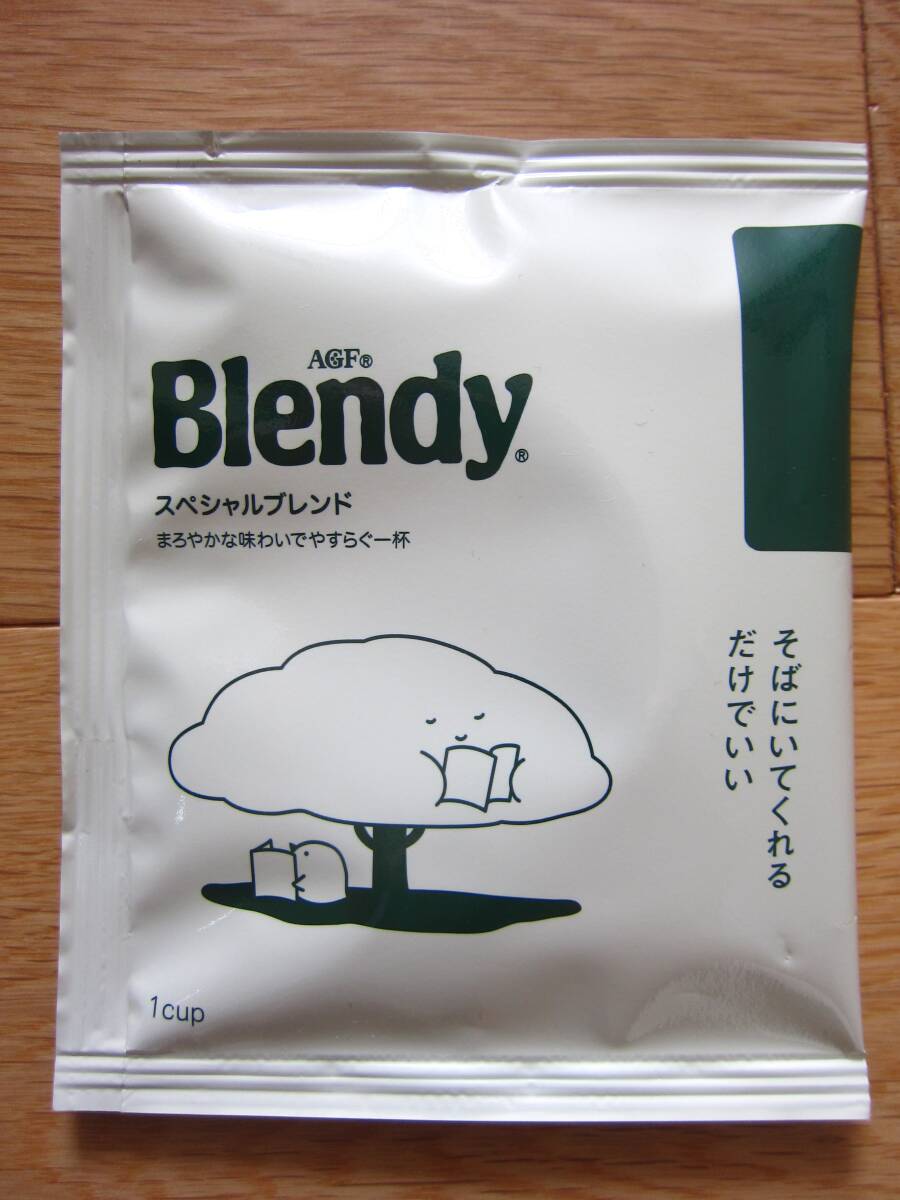 AGF®
Blendy®
スペシャルブレンド
まろやかな味わいでやすらぐ一杯
そばにいてくれる
だけでいい
1cup